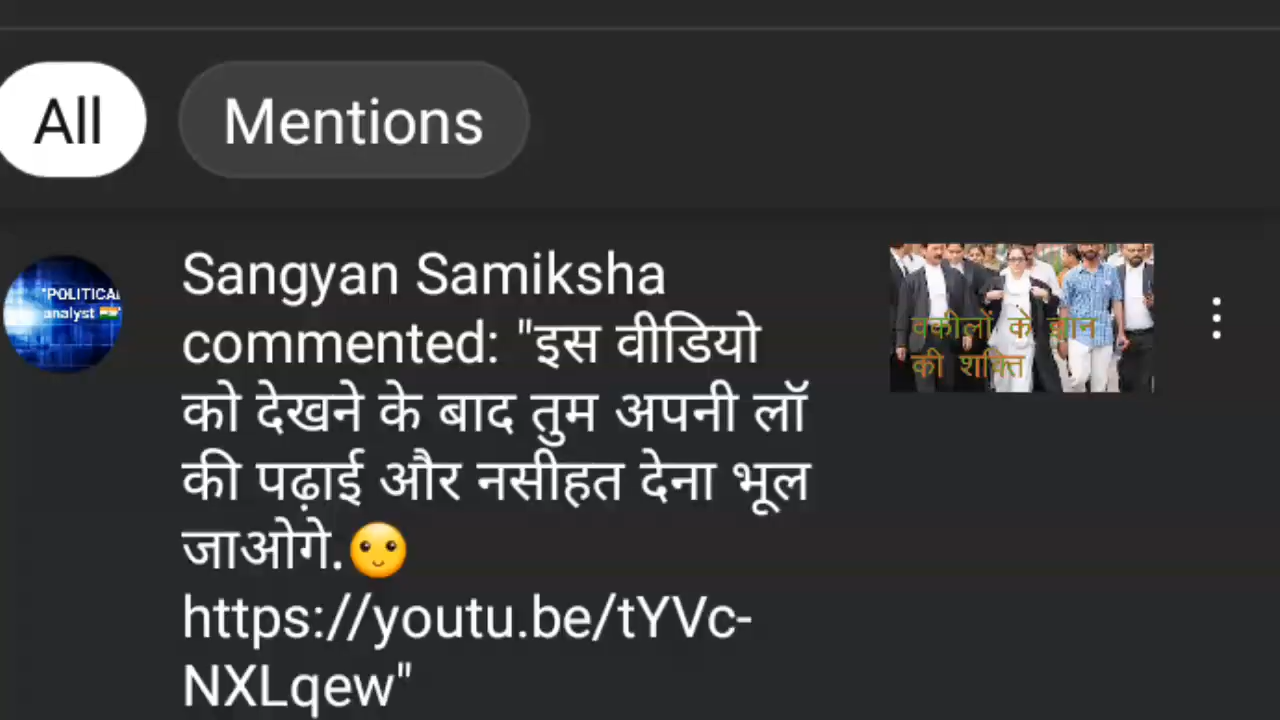 All
Mentions
"POLITICAL
analyst
Sangyan Samiksha
commented: "इस वीडियो
को देखने के बाद तुम अपनी लॉ
की पढ़ाई और नसीहत देना भूल
जाओगे.🙂
https://youtu.be/tYVc-
NXLqew"
वकीलों के ज्ञान
की शक्ति